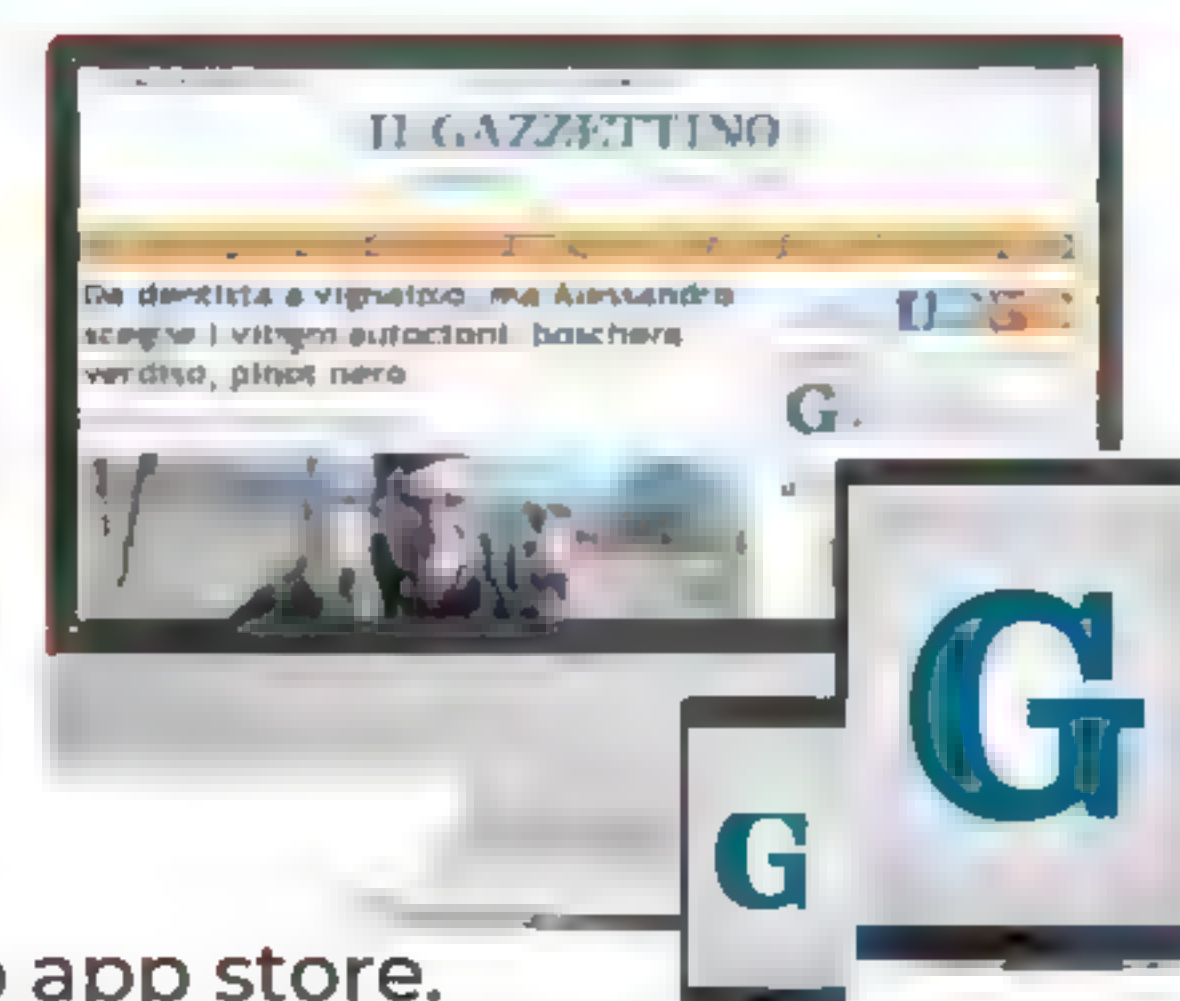 IL GAZZETTINO
Da dentista a vignaiolo ma Alessandro
sceglie i vitigni autoctoni boschera
verdiso, pinot nero
G.
G
G
app store.